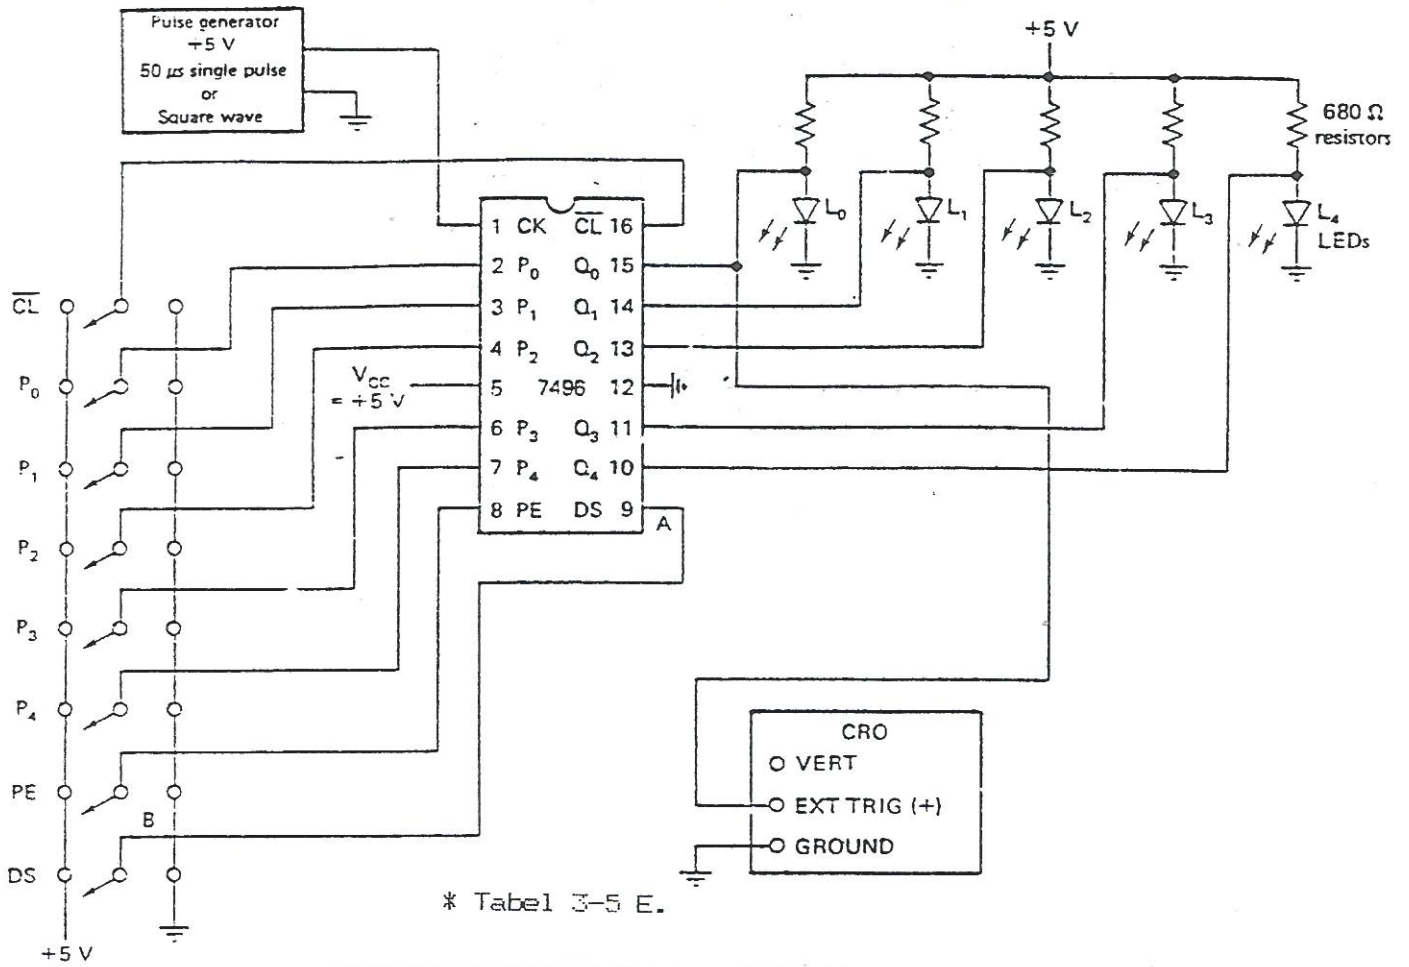 Pulse generator
+5 V
50 μs single pulse
or
Square wave
+5 V
680 Ω
resistors
L0
L1
L2
L3
L4
LEDs
1 CK C̅L̅ 16
2 P0 Q0 15
3 P1 Q1 14
4 P2 Q2 13
5 7496 12
6 P3 Q3 11
7 P4 Q4 10
8 PE DS 9
VCC
= +5 V
A
C̅L̅
P0
P1
P2
P3
P4
PE
B
DS
+5 V
CRO
VERT
EXT TRIG (+)
GROUND
* Tabel 3-5 E.